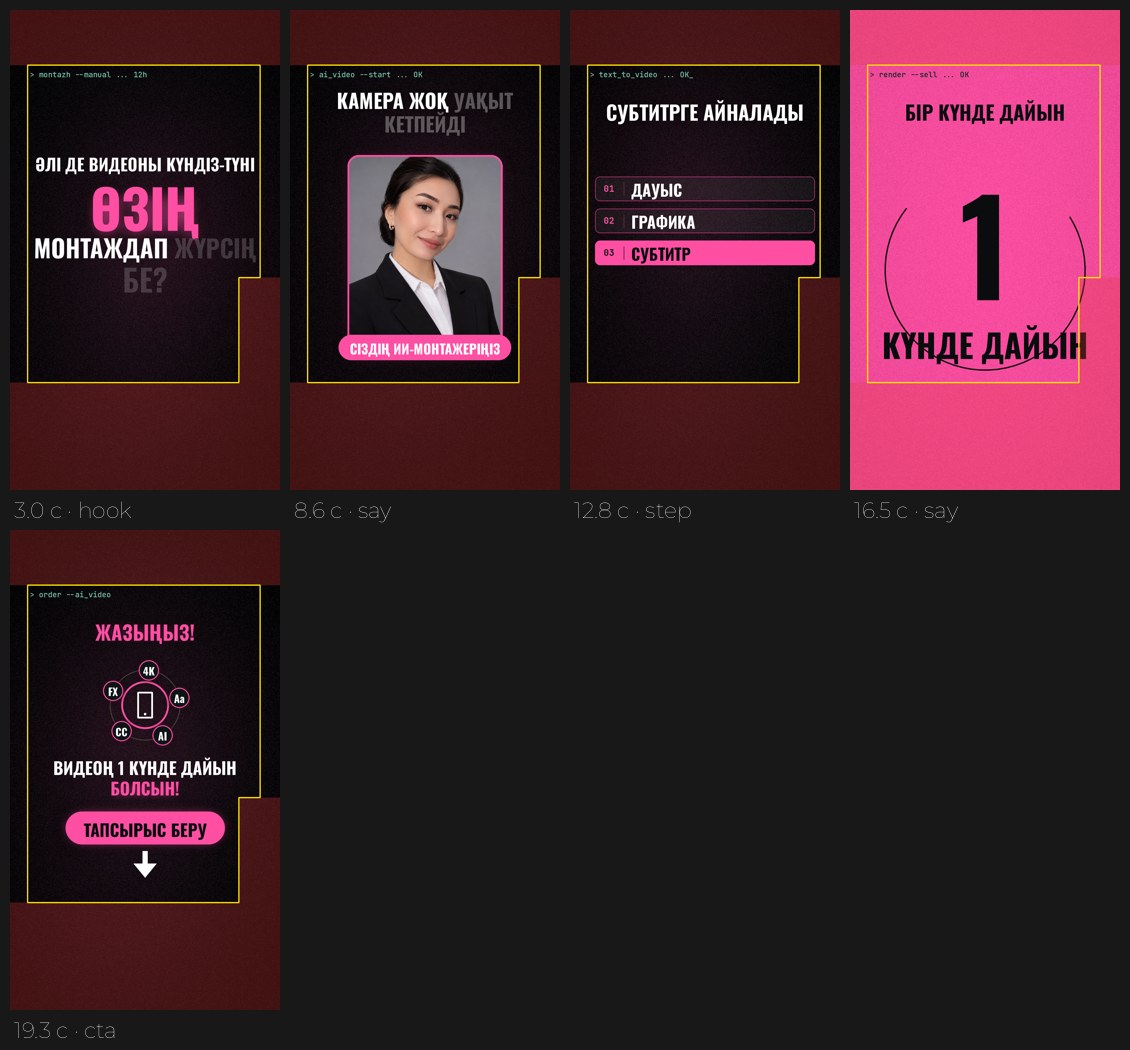 > montazh --manual ... 12h
ӘЛІ ДЕ ВИДЕОНЫ КҮНДІЗ-ТҮНІ
ӨЗІҢ
МОНТАЖДАП ЖҮРСІҢ
БЕ?
3.0 с · hook
> ai_video --start ... OK
КАМЕРА ЖОҚ УАҚЫТ
КЕТПЕЙДІ
СІЗДІҢ ИИ-МОНТАЖЕРІҢІЗ
8.6 с · say
> text_to_video ... OK_
СУБТИТРГЕ АЙНАЛАДЫ
01 ДАУЫС
02 ГРАФИКА
03 СУБТИТР
12.8 с · step
> render --sell ... OK
БІР КҮНДЕ ДАЙЫН
1
КҮНДЕ ДАЙЫН
16.5 с · say
> order --ai_video
ЖАЗЫҢЫЗ!
4K
FX
Aa
CC
AI
ВИДЕОҢ 1 КҮНДЕ ДАЙЫН
БОЛСЫН!
ТАПСЫРЫС БЕРУ
19.3 с · cta